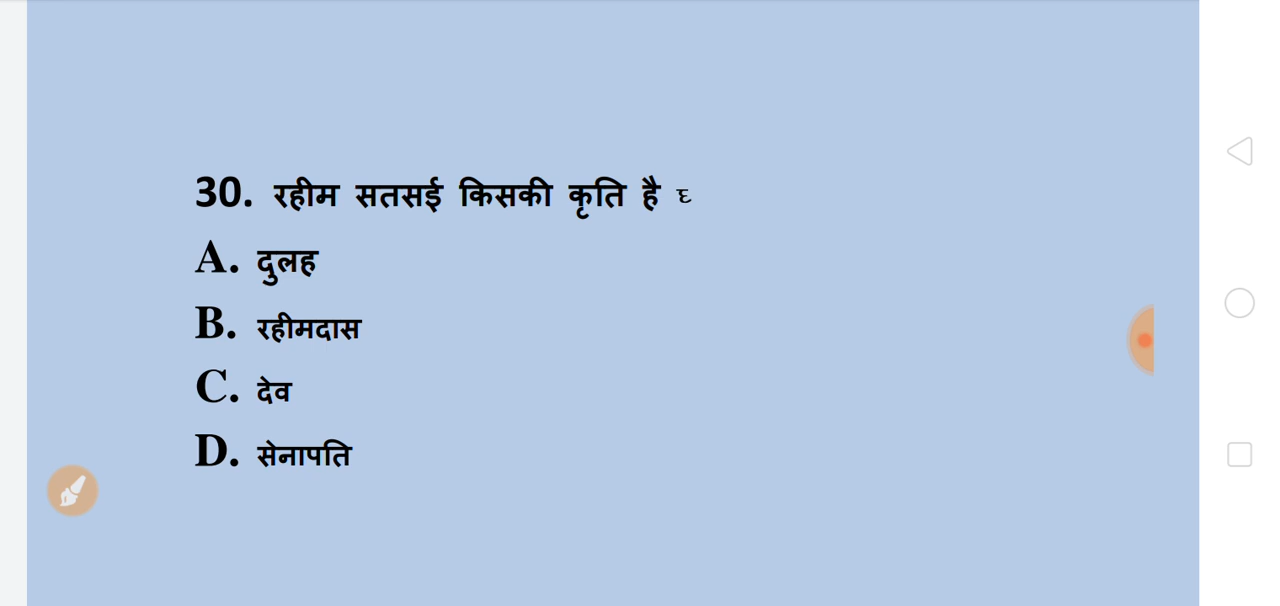 30. रहीम सतसई किसकी कृति है ६
A. दुलह
B. रहीमदास
C. देव
D. सेनापति